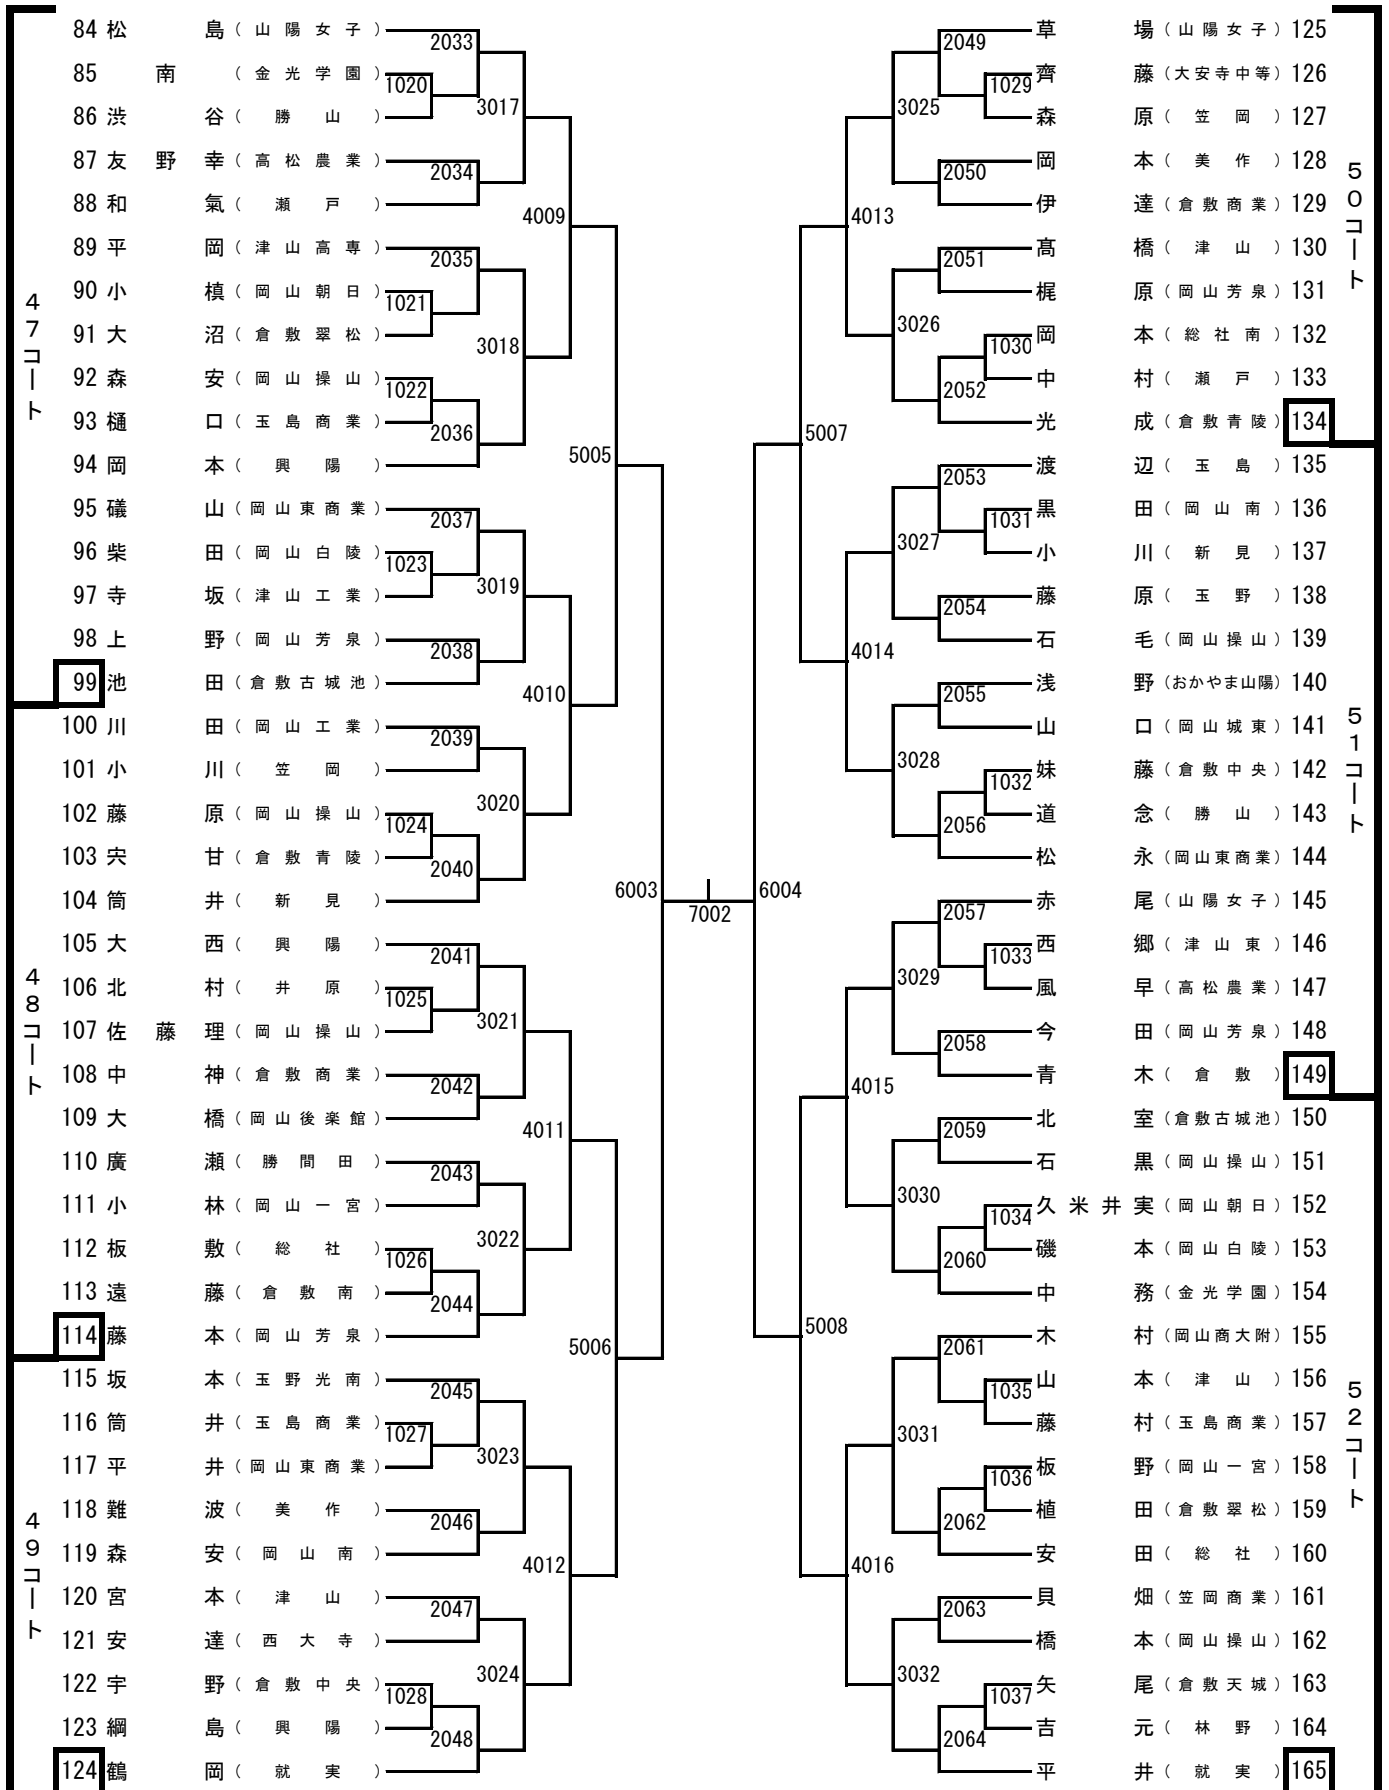 84 松島 (山陽女子)
85 南 (金光学園)
86 渋谷 (勝山)
87 友野幸 (高松農業)
88 和氣 (瀬戸)
89 平岡 (津山高専)
90 小槙 (岡山朝日)
91 大沼 (倉敷翠松)
92 森安 (岡山操山)
93 樋口 (玉島商業)
94 岡本 (興陽)
95 礒山 (岡山東商業)
96 柴田 (岡山白陵)
97 寺坂 (津山工業)
98 上野 (岡山芳泉)
99 池田 (倉敷古城池)
100 川田 (岡山工業)
101 小川 (笠岡)
102 藤原 (岡山操山)
103 宍甘 (倉敷青陵)
104 筒井 (新見)
105 大西 (興陽)
106 北村 (井原)
107 佐藤理 (岡山操山)
108 中神 (倉敷商業)
109 大橋 (岡山後楽館)
110 廣瀬 (勝間田)
111 小林 (岡山一宮)
112 板敷 (総社)
113 遠藤 (倉敷南)
114 藤本 (岡山芳泉)
115 坂本 (玉野光南)
116 筒井 (玉島商業)
117 平井 (岡山東商業)
118 難波 (美作)
119 森安 (岡山南)
120 宮本 (津山)
121 安達 (西大寺)
122 宇野 (倉敷中央)
123 綱島 (興陽)
124 鶴岡 (就実)
47コート
48コート
49コート
1020
1021
1022
1023
1024
1025
1026
1027
1028
2033
2034
2035
2036
2037
2038
2039
2040
2041
2042
2043
2044
2045
2046
2047
2048
3017
3018
3019
3020
3021
3022
3023
3024
4009
4010
4011
4012
5005
5006
6003
7002
6004
5007
5008
4013
4014
4015
4016
3025
3026
3027
3028
3029
3030
3031
3032
2049
2050
2051
2052
2053
2054
2055
2056
2057
2058
2059
2060
2061
2062
2063
2064
1029
1030
1031
1032
1033
1034
1035
1036
1037
草場 (山陽女子) 125
齊藤 (大安寺中等) 126
森原 (笠岡) 127
岡本 (美作) 128
伊達 (倉敷商業) 129
髙橋 (津山) 130
梶原 (岡山芳泉) 131
岡本 (総社南) 132
中村 (瀬戸) 133
光成 (倉敷青陵) 134
渡辺 (玉島) 135
黒田 (岡山南) 136
小川 (新見) 137
藤原 (玉野) 138
石毛 (岡山操山) 139
浅野 (おかやま山陽) 140
山口 (岡山城東) 141
妹藤 (倉敷中央) 142
道念 (勝山) 143
松永 (岡山東商業) 144
赤尾 (山陽女子) 145
西郷 (津山東) 146
風早 (高松農業) 147
今田 (岡山芳泉) 148
青木 (倉敷) 149
北室 (倉敷古城池) 150
石黒 (岡山操山) 151
久米井実 (岡山朝日) 152
磯本 (岡山白陵) 153
中務 (金光学園) 154
木村 (岡山商大附) 155
山本 (津山) 156
藤村 (玉島商業) 157
板野 (岡山一宮) 158
植田 (倉敷翠松) 159
安田 (総社) 160
貝畑 (笠岡商業) 161
橋本 (岡山操山) 162
矢尾 (倉敷天城) 163
吉元 (林野) 164
平井 (就実) 165
50コート
51コート
52コート